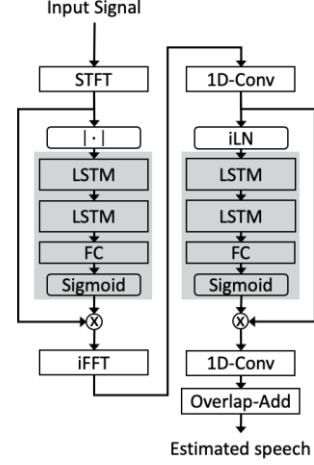 Input Signal
STFT
| · |
LSTM
LSTM
FC
Sigmoid
X
iFFT
1D-Conv
iLN
LSTM
LSTM
FC
Sigmoid
X
1D-Conv
Overlap-Add
Estimated speech